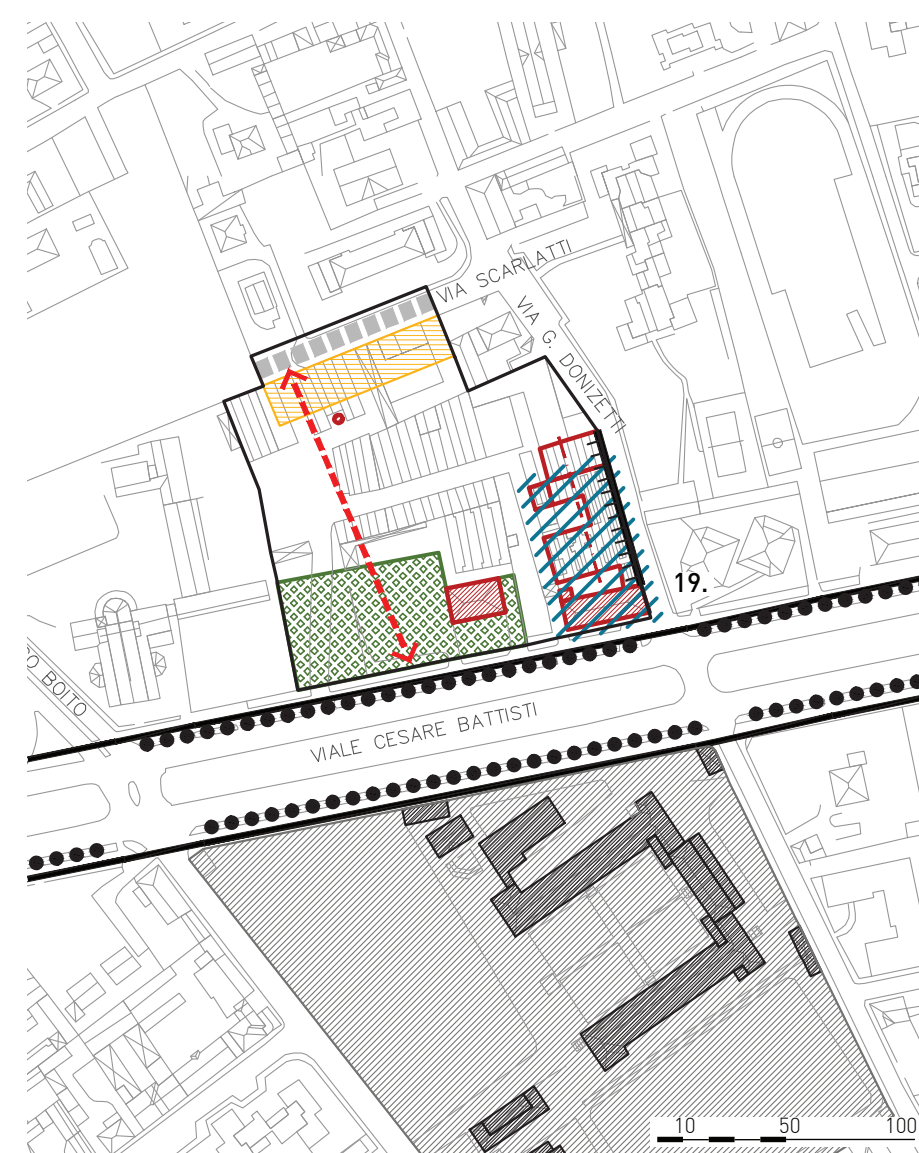 VIA SCARLATTI
VIA G. DONIZETTI
19.
O BOITO
VIALE CESARE BATTISTI
10 50 100